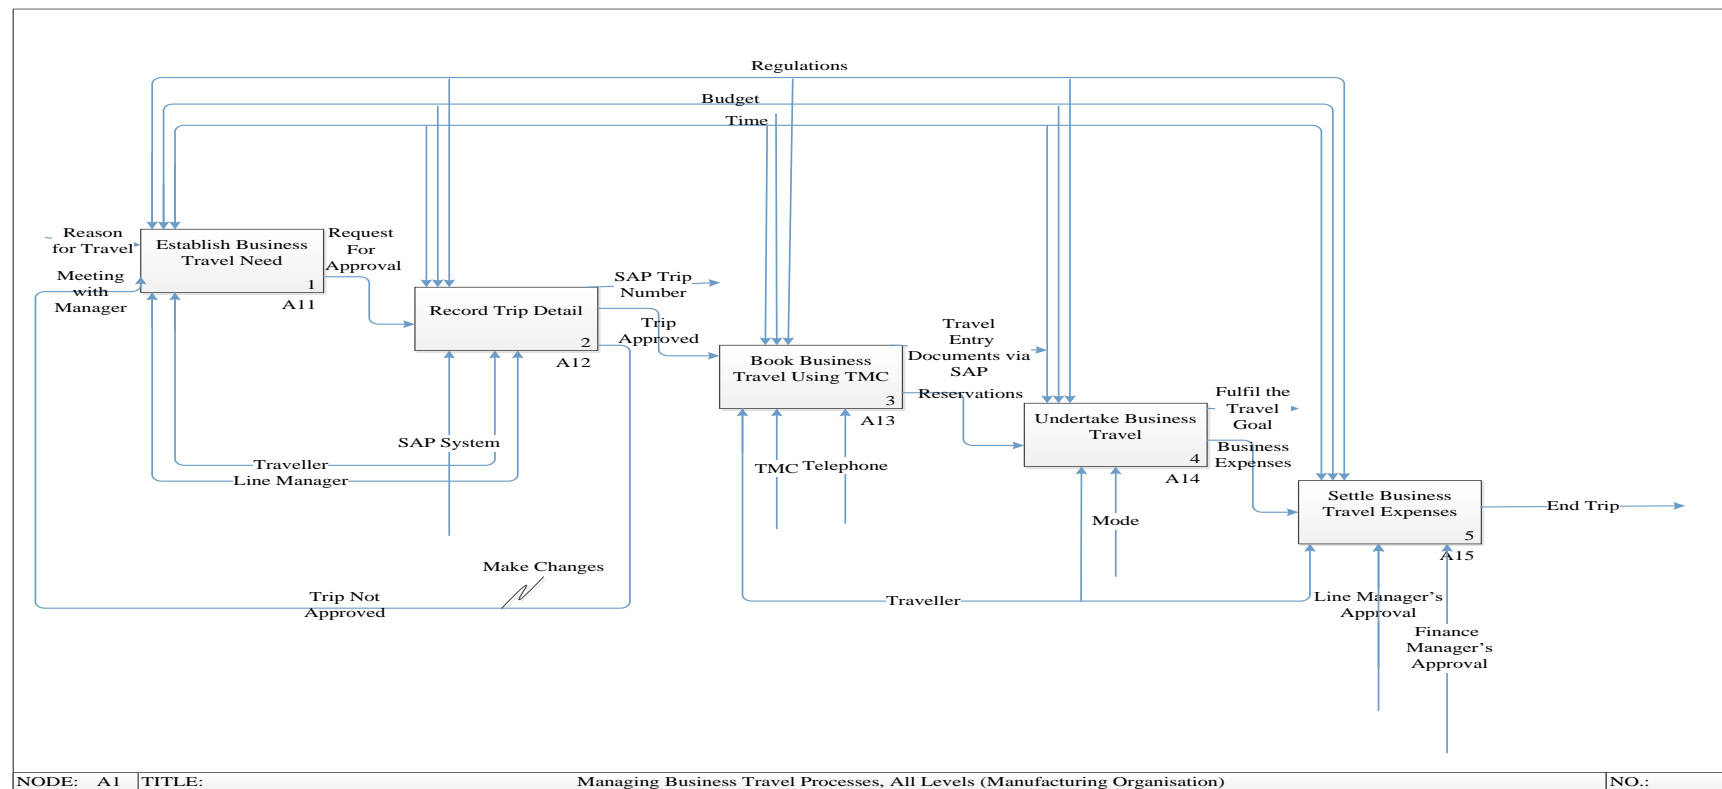 Regulations
Budget
Time
Reason
for Travel
Establish Business
Travel Need
1
A11
Request
For
Approval
Meeting
with
Manager
Record Trip Detail
2
A12
SAP Trip
Number
Trip
Approved
Book Business
Travel Using TMC
3
A13
Travel
Entry
Documents via
SAP
Reservations
Undertake Business
Travel
4
A14
Fulfil the
Travel
Goal
Business
Expenses
Settle Business
Travel Expenses
5
A15
End Trip
SAP System
Traveller
Line Manager
TMC
Telephone
Mode
Make Changes
Trip Not
Approved
Traveller
Line Manager’s
Approval
Finance
Manager’s
Approval
NODE: A1
TITLE:
Managing Business Travel Processes, All Levels (Manufacturing Organisation)
NO.: